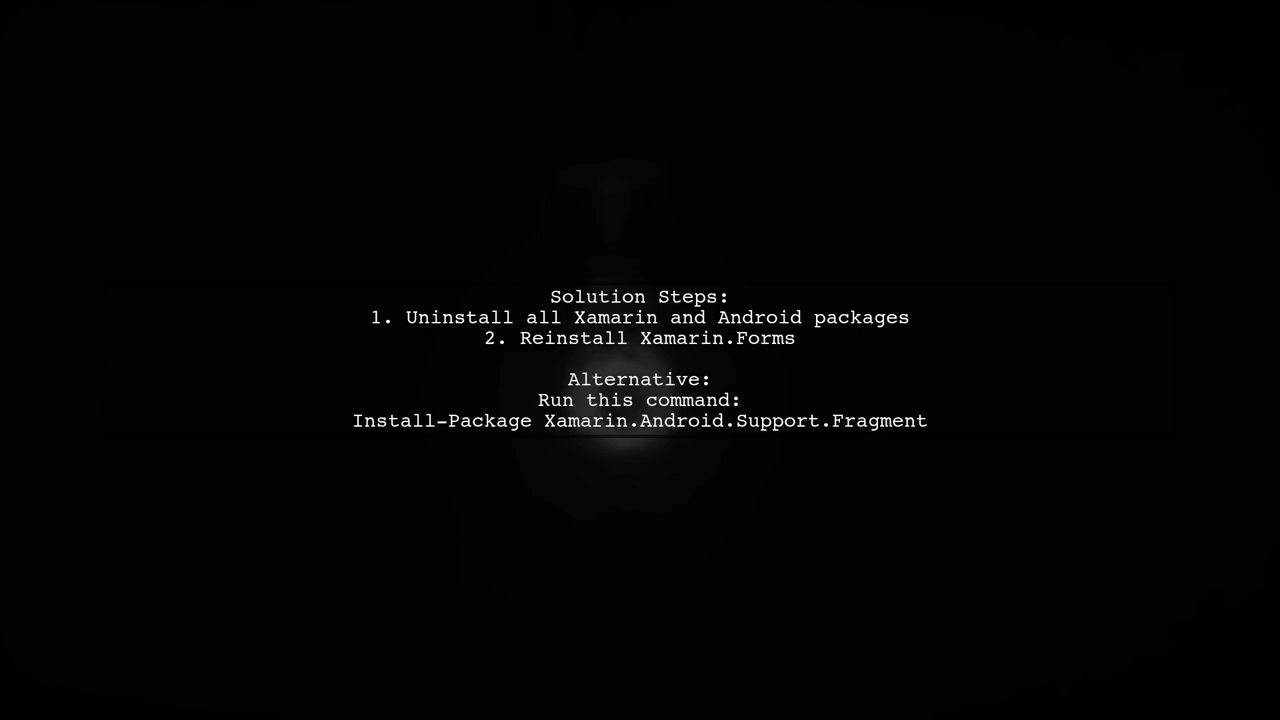 Solution Steps:
1. Uninstall all Xamarin and Android packages
2. Reinstall Xamarin.Forms
Alternative:
Run this command:
Install-Package Xamarin.Android.Support.Fragment